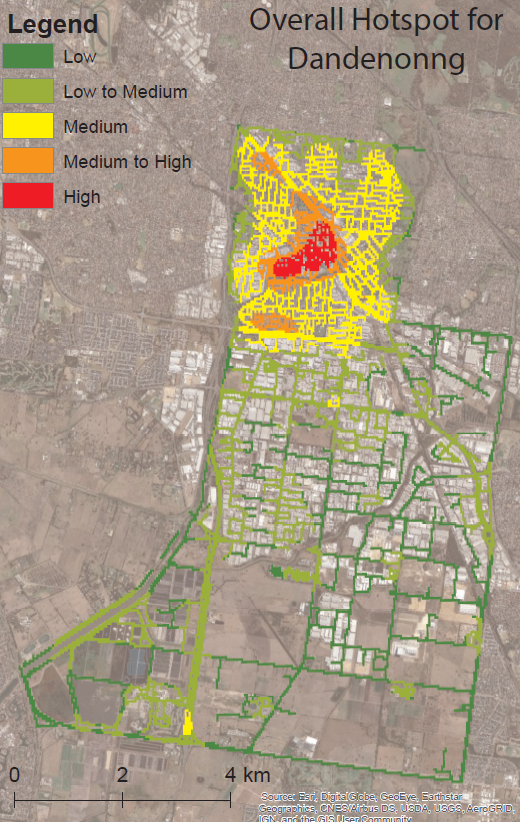 Overall Hotspot for
Dandenonng
Legend
Low
Low to Medium
Medium
Medium to High
High
0 2 4 km
Source: Esri, DigitalGlobe, GeoEye, Earthstar
Geographics, CNES/Airbus DS, USDA, USGS, AeroGRID,
IGN, and the GIS User Community